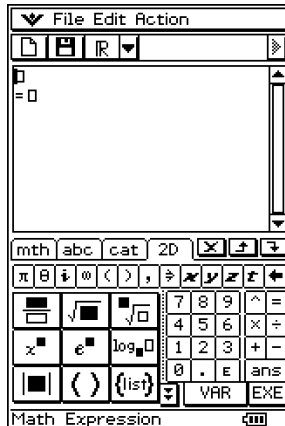 File Edit Action
ℝ
= □
mth abc cat 2D
π θ i ∞ ( ) , ⇒ x y z t ←
√■ ■√□ 7 8 9 ^ =
4 5 6 × ÷
x■ e■ log■□ 1 2 3 + −
|■| ( ) {list} 0 . E ans
VAR EXE
Math Expression